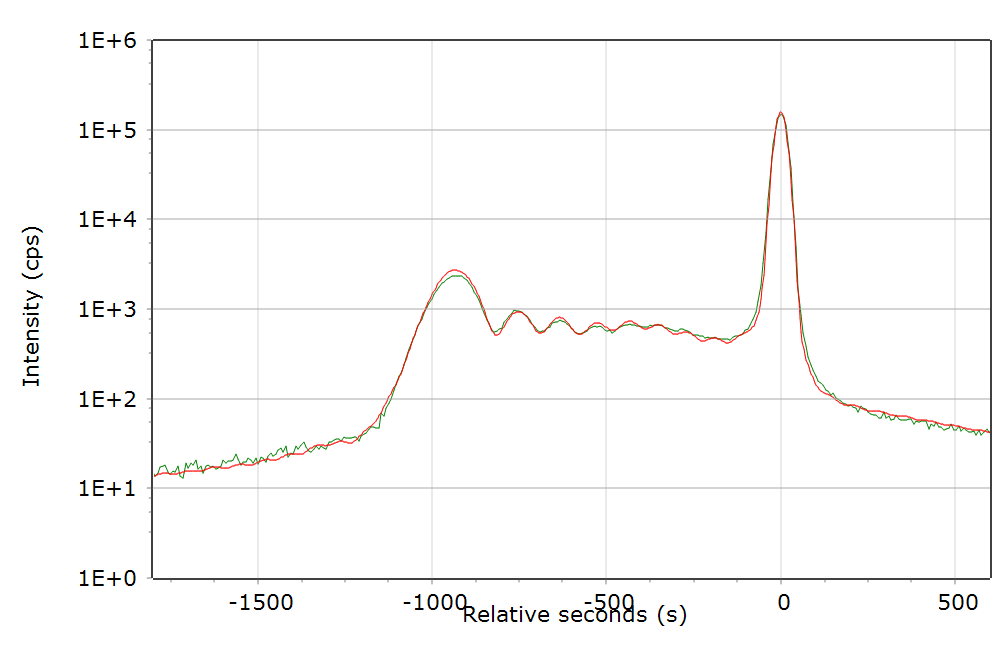 1E+6
1E+5
1E+4
1E+3
1E+2
1E+1
1E+0
Intensity (cps)
-1500 -1000 -500 0 500
Relative seconds (s)